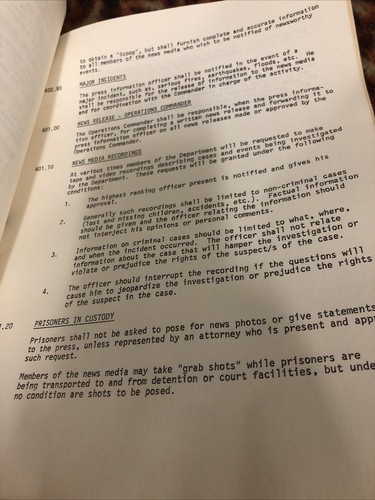 to obtain a "Scoop", but shall furnish complete and accurate information
to all members of the news media who wish to be notified of newsworthy
events.
400.90 MAJOR INCIDENTS
The press information officer shall be notified in the event of a
major incident, such as, serious fires, earthquakes, floods, etc. He
shall be responsible for the release of information to the news media
and for coordination with the Commander in charge of the activity.
401.00 NEWS RELEASE - OPERATIONS COMMANDER
The Operations Commander shall be responsible, when the press informa-
tion officer, for completing a written news release and forwarding it to
press information officer on all news releases made or approved by the
Operations Commander.
401.10 NEWS MEDIA RECORDINGS
At various times members of the Department will be requested to make
tape and video recordings describing cases and events being investigated
by the Department. These requests will be granted under the following
conditions:
1. The highest ranking officer present is notified and gives his
approval.
2. Generally such recordings shall be limited to non-criminal cases
(lost and missing children, accidents, etc.). Factual information
should be given and the officer relating the information should
not interject his opinions or personal comments.
3. Information on criminal cases should be limited to what, where,
and when the incident occurred. The officer shall not relate
information about the case that will hamper the investigation or
violate or prejudice the rights of the suspect/s of the case.
4. The officer should interrupt the recording if the questions will
cause him to jeopardize the investigation or prejudice the rights
of the suspect in the case.
1.20 PRISONERS IN CUSTODY
Prisoners shall not be asked to pose for news photos or give statements
to the press, unless represented by an attorney who is present and app
such request.
Members of the news media may take "grab shots" while prisoners are
being transported to and from detention or court facilities, but unde
no condition are shots to be posed.